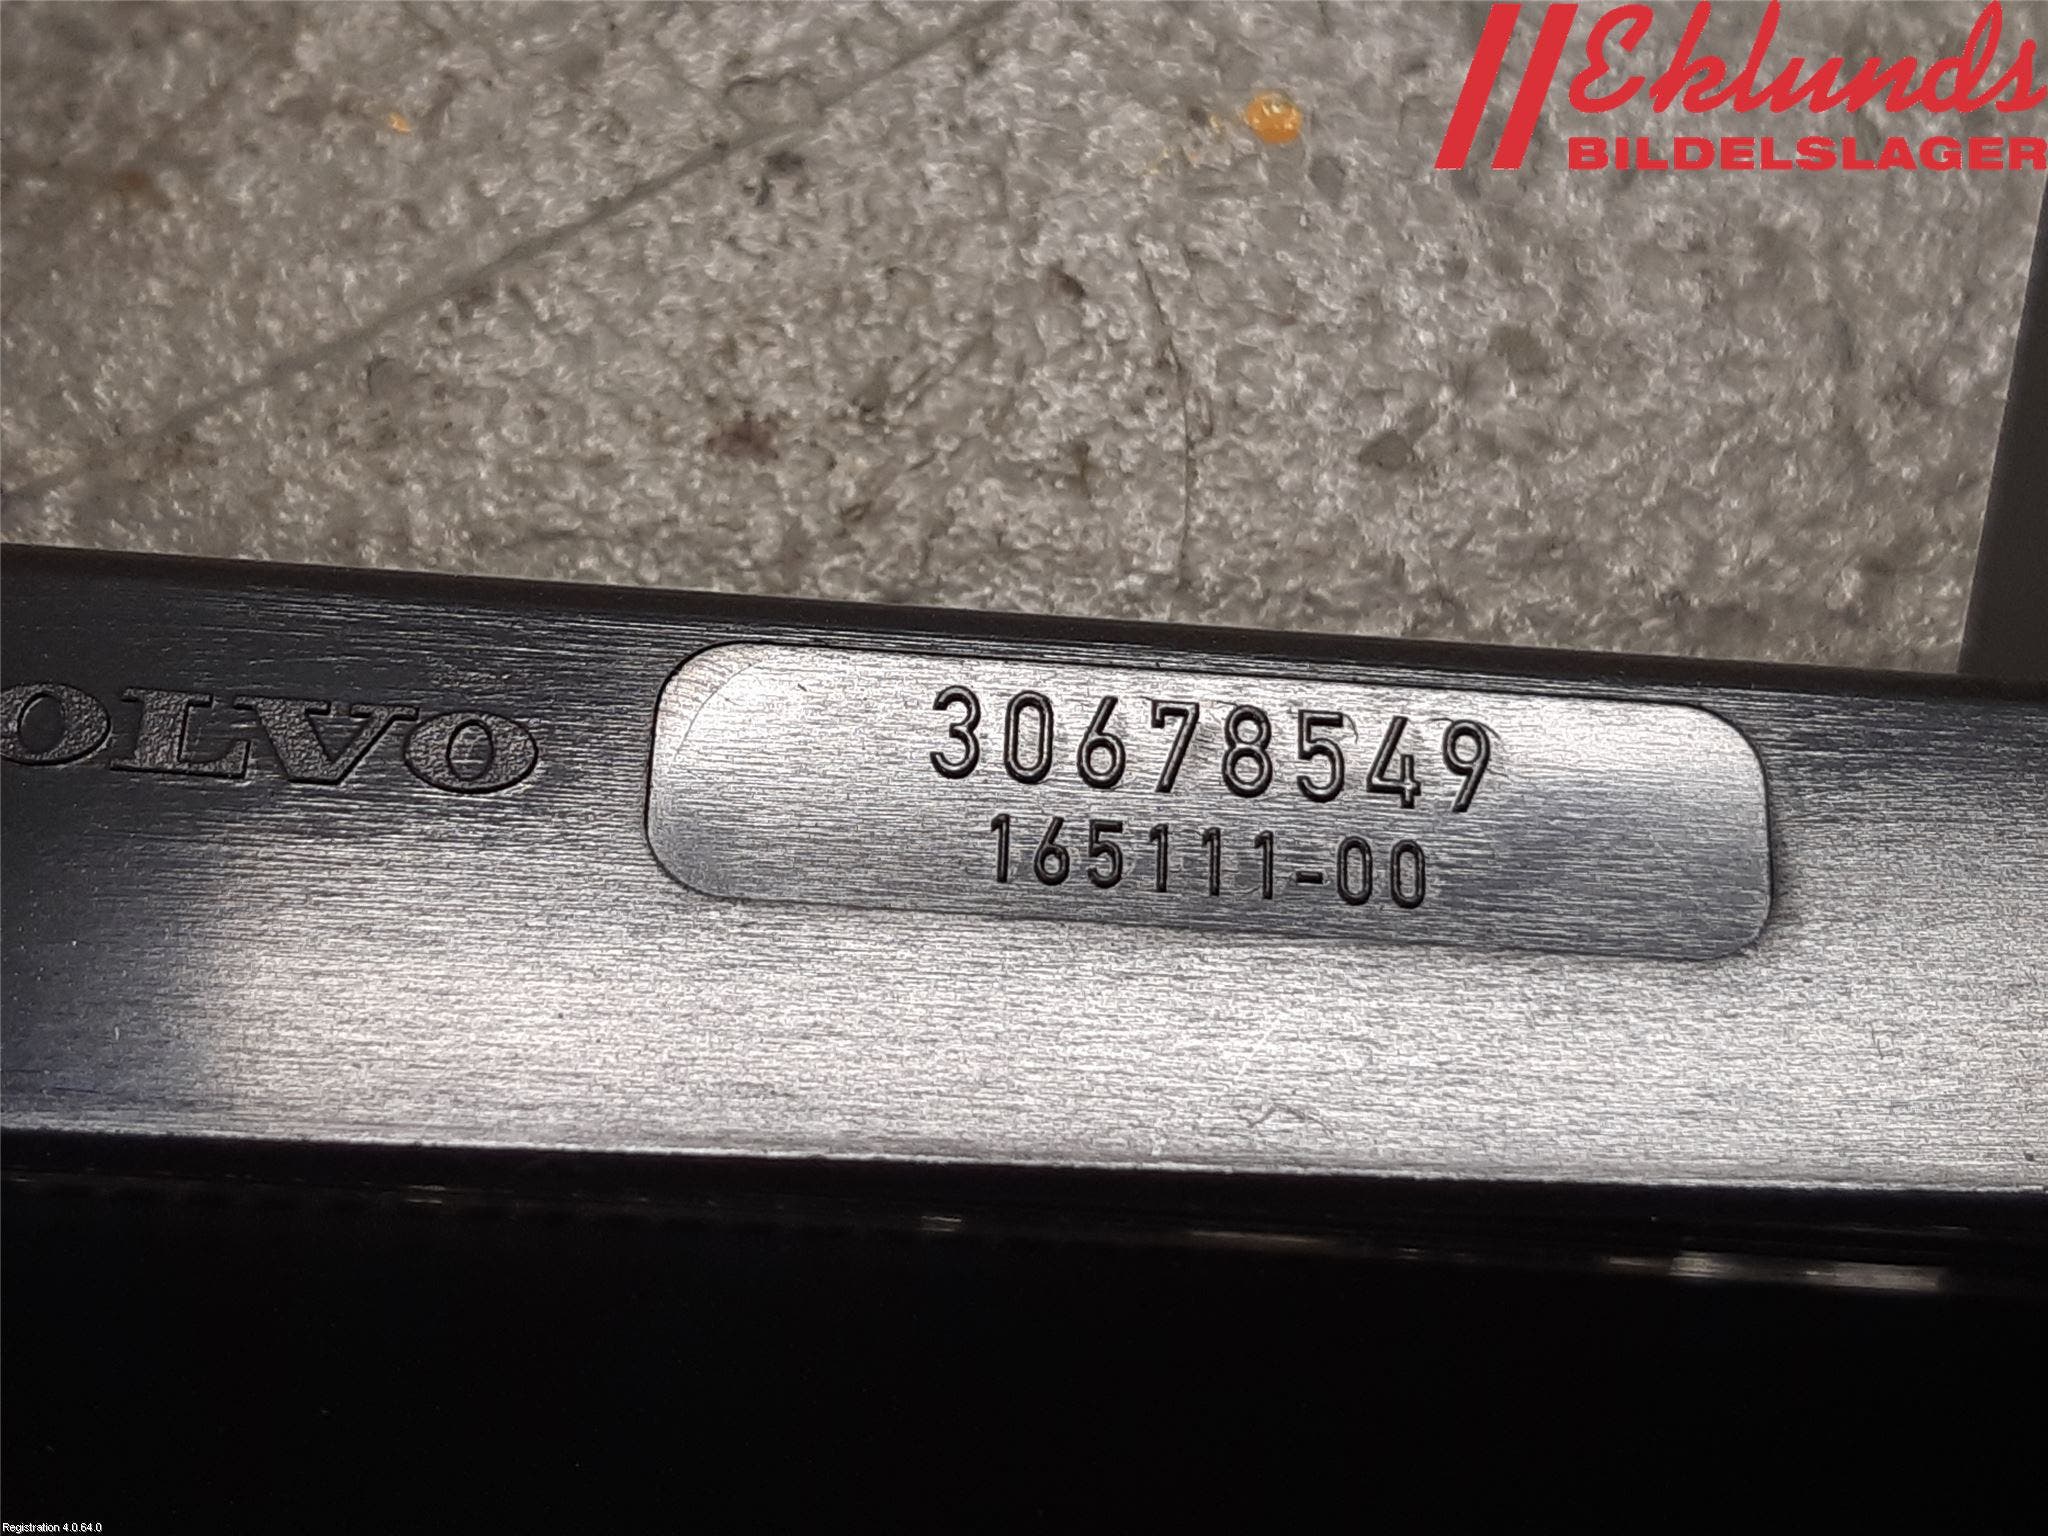 Eklunds
BILDELSLAGER
OLVO
30678549
165111-00
Registration 4.0.64.0